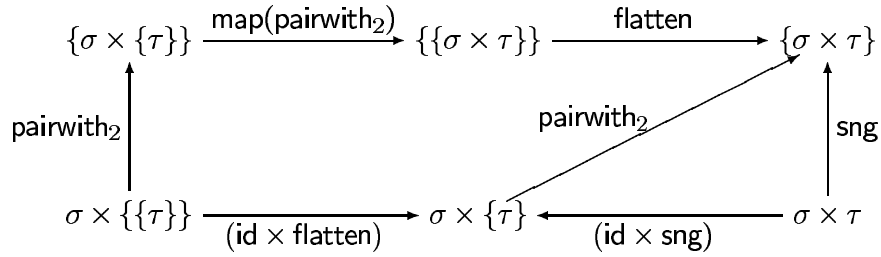 {σ × {τ}} map(pairwith₂) {{σ × τ}} flatten {σ × τ}
pairwith₂ pairwith₂ sng
σ × {{τ}} (id × flatten) σ × {τ} (id × sng) σ × τ